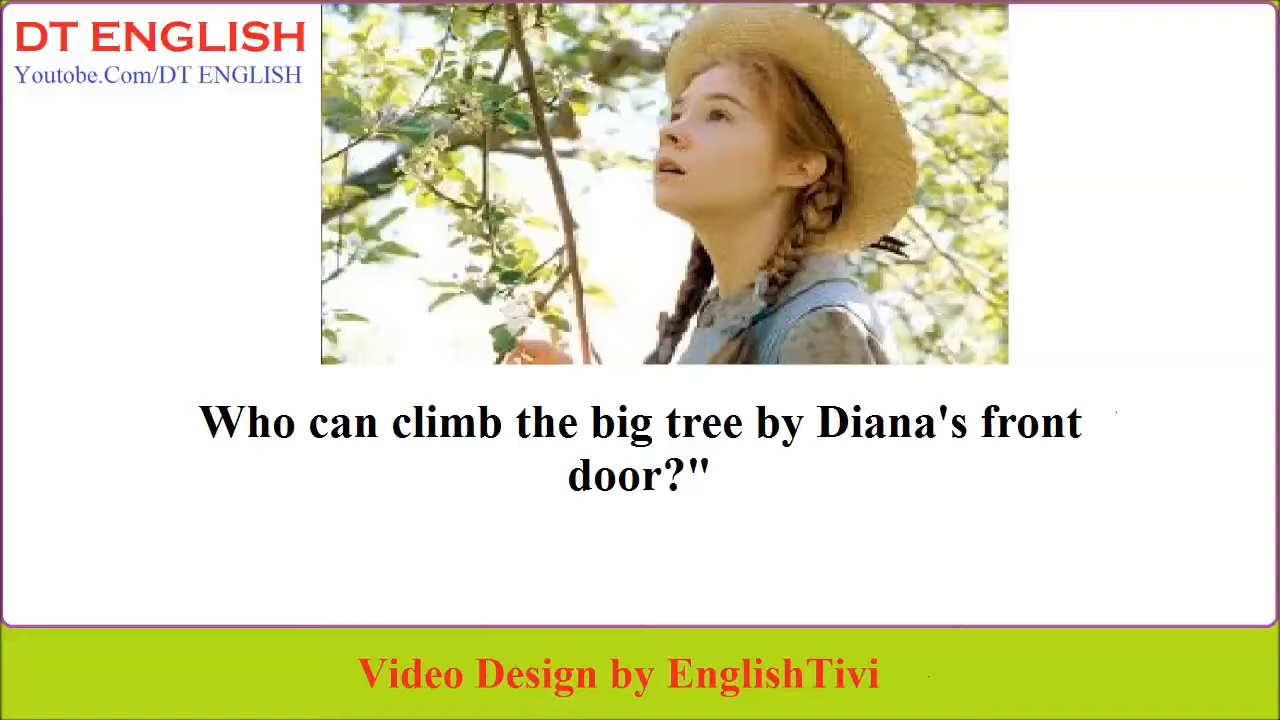 DT ENGLISH
Youtobe.Com/DT ENGLISH
Who can climb the big tree by Diana's front
door?"
Video Design by EnglishTivi